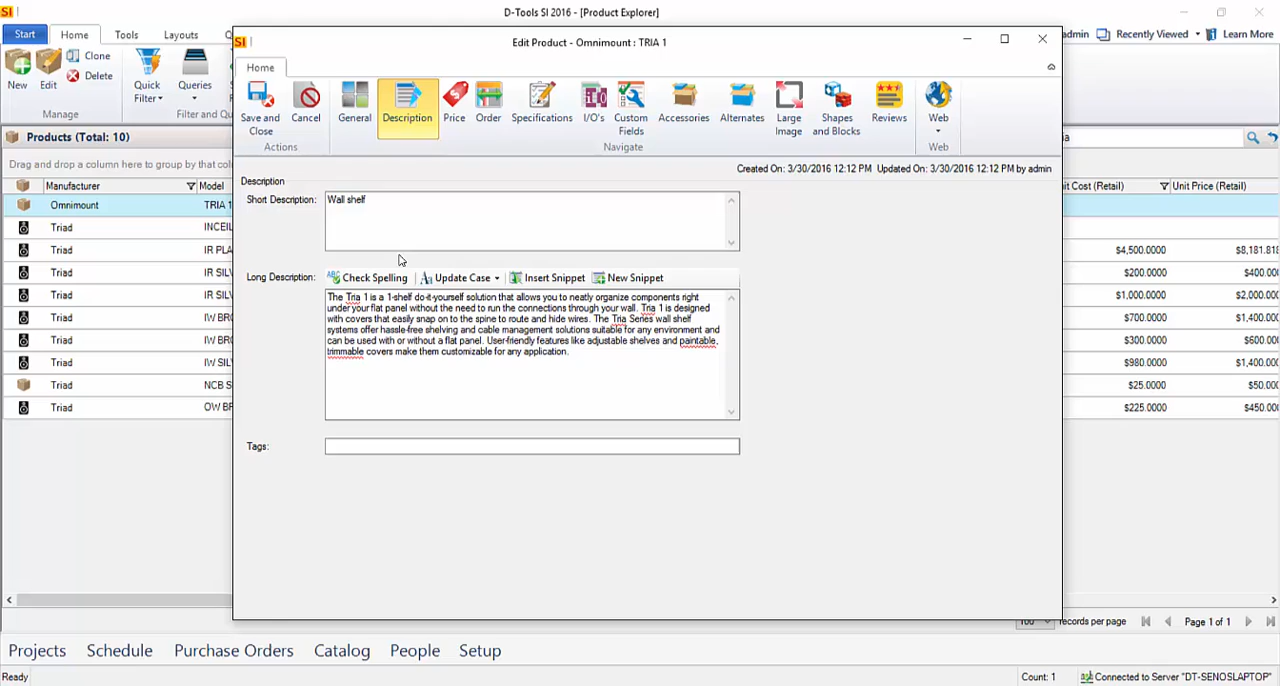 SI
D-Tools SI 2016 - [Product Explorer]
Start Home Tools Layouts
admin Recently Viewed Learn More
New
Edit
Clone
Delete
Manage
Quick Filter
Queries
Filter and Qu
SI
Edit Product - Omnimount : TRIA 1
Home
Save and Close
Cancel
Actions
General
Description
Price
Order
Specifications
I/O's
Custom Fields
Accessories
Alternates
Large Image
Shapes and Blocks
Reviews
Navigate
Web
Web
Created On: 3/30/2016 12:12 PM Updated On: 3/30/2016 12:12 PM by admin
Description
Short Description: Wall shelf
Long Description: ABC Check Spelling Update Case Insert Snippet New Snippet
The Tria 1 is a 1-shelf do-it-yourself solution that allows you to neatly organize components right
under your flat panel without the need to run the connections through your wall. Tria 1 is designed
with covers that easily snap on to the spine to route and hide wires. The Tria Series wall shelf
systems offer hassle-free shelving and cable management solutions suitable for any environment and
can be used with or without a flat panel. User-friendly features like adjustable shelves and paintable,
trimmable covers make them customizable for any application.
Tags:
Products (Total: 10)
Drag and drop a column here to group by that col
Manufacturer Model it Cost (Retail) Unit Price (Retail)
Omnimount TRIA 1
Triad INCEIL
Triad IR PLA $4,500.0000 $8,181.818
Triad IR SILV $200.0000 $400.00
Triad IR SILV $1,000.0000 $2,000.00
Triad IW BRO $700.0000 $1,400.00
Triad IW BRO $300.0000 $600.00
Triad IW SILV $980.0000 $1,400.00
Triad NCB S $25.0000 $50.00
Triad OW BR $225.0000 $450.00
100 records per page Page 1 of 1
Projects Schedule Purchase Orders Catalog People Setup
Ready Count: 1 Connected to Server "DT-SENOSLAPTOP"